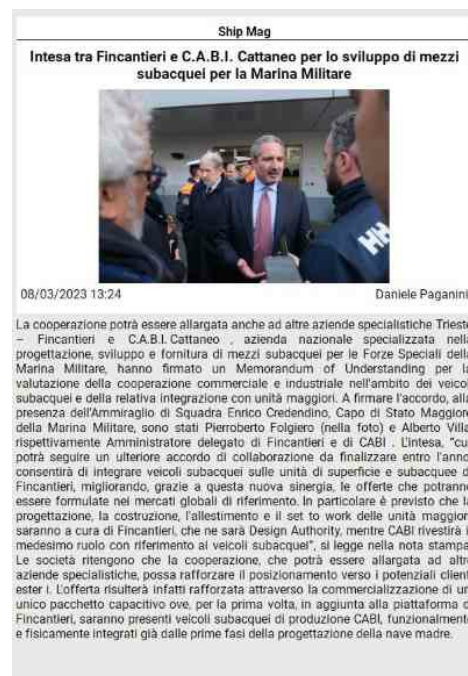 Ship Mag
Intesa tra Fincantieri e C.A.B.I. Cattaneo per lo sviluppo di mezzi
subacquei per la Marina Militare
HH
08/03/2023 13:24
Daniele Paganini
La cooperazione potrà essere allargata anche ad altre aziende specialistiche Trieste
– Fincantieri e C.A.B.I. Cattaneo , azienda nazionale specializzata nella
progettazione, sviluppo e fornitura di mezzi subacquei per le Forze Speciali della
Marina Militare, hanno firmato un Memorandum of Understanding per la
valutazione della cooperazione commerciale e industriale nell'ambito dei veicoli
subacquei e della relativa integrazione con unità maggiori. A firmare l'accordo, alla
presenza dell'Ammiraglio di Squadra Enrico Credendino, Capo di Stato Maggiore
della Marina Militare, sono stati Pierroberto Folgiero (nella foto) e Alberto Villa,
rispettivamente Amministratore delegato di Fincantieri e di CABI . L'intesa, "cui
potrà seguire un ulteriore accordo di collaborazione da finalizzare entro l'anno,
consentirà di integrare veicoli subacquei sulle unità di superficie e subacquee di
Fincantieri, migliorando, grazie a questa nuova sinergia, le offerte che potranno
essere formulate nei mercati globali di riferimento. In particolare è previsto che la
progettazione, la costruzione, l'allestimento e il set to work delle unità maggiori
saranno a cura di Fincantieri, che ne sarà Design Authority, mentre CABI rivestirà il
medesimo ruolo con riferimento ai veicoli subacquei", si legge nella nota stampa.
Le società ritengono che la cooperazione, che potrà essere allargata ad altre
aziende specialistiche, possa rafforzare il posizionamento verso i potenziali clienti
ester i. L'offerta risulterà infatti rafforzata attraverso la commercializzazione di un
unico pacchetto capacitivo ove, per la prima volta, in aggiunta alla piattaforma di
Fincantieri, saranno presenti veicoli subacquei di produzione CABI, funzionalmente
e fisicamente integrati già dalle prime fasi della progettazione della nave madre.